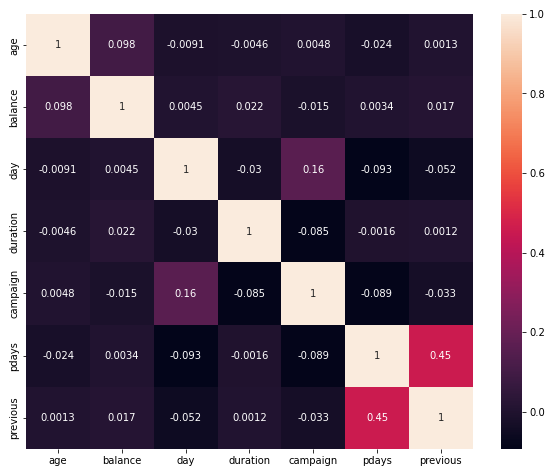 age 1 0.098 -0.0091 -0.0046 0.0048 -0.024 0.0013
balance 0.098 1 0.0045 0.022 -0.015 0.0034 0.017
day -0.0091 0.0045 1 -0.03 0.16 -0.093 -0.052
duration -0.0046 0.022 -0.03 1 -0.085 -0.0016 0.0012
campaign 0.0048 -0.015 0.16 -0.085 1 -0.089 -0.033
pdays -0.024 0.0034 -0.093 -0.0016 -0.089 1 0.45
previous 0.0013 0.017 -0.052 0.0012 -0.033 0.45 1
age balance day duration campaign pdays previous
1.0
0.8
0.6
0.4
0.2
0.0